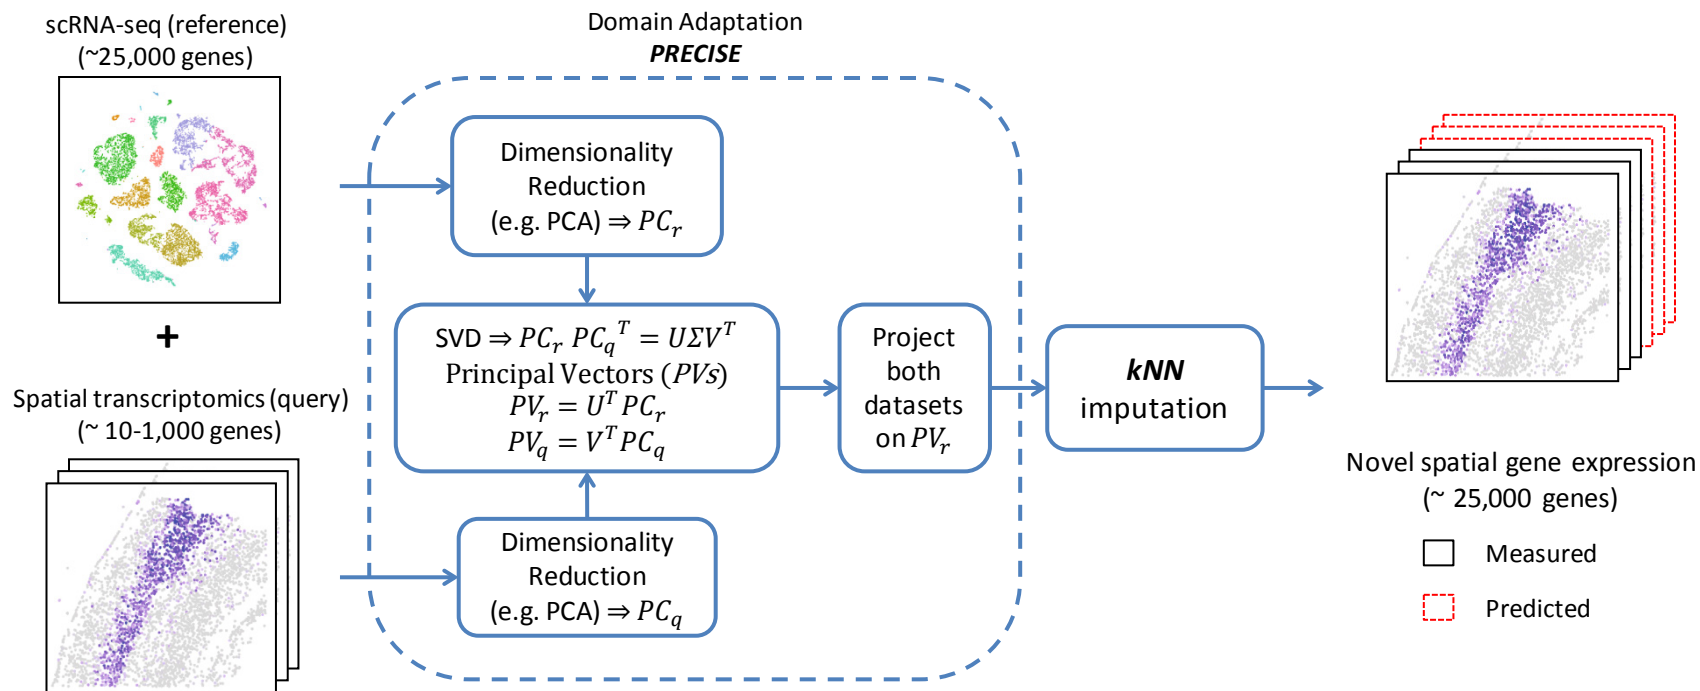 scRNA-seq (reference)
(~25,000 genes)
+
Spatial transcriptomics (query)
(~ 10-1,000 genes)
Domain Adaptation
PRECISE
Dimensionality
Reduction
(e.g. PCA) ⇒ PC_r
SVD ⇒ PC_r PC_q^T = UΣV^T
Principal Vectors (PVs)
PV_r = U^T PC_r
PV_q = V^T PC_q
Dimensionality
Reduction
(e.g. PCA) ⇒ PC_q
Project
both
datasets
on PV_r
kNN
imputation
Novel spatial gene expression
(~ 25,000 genes)
Measured
Predicted